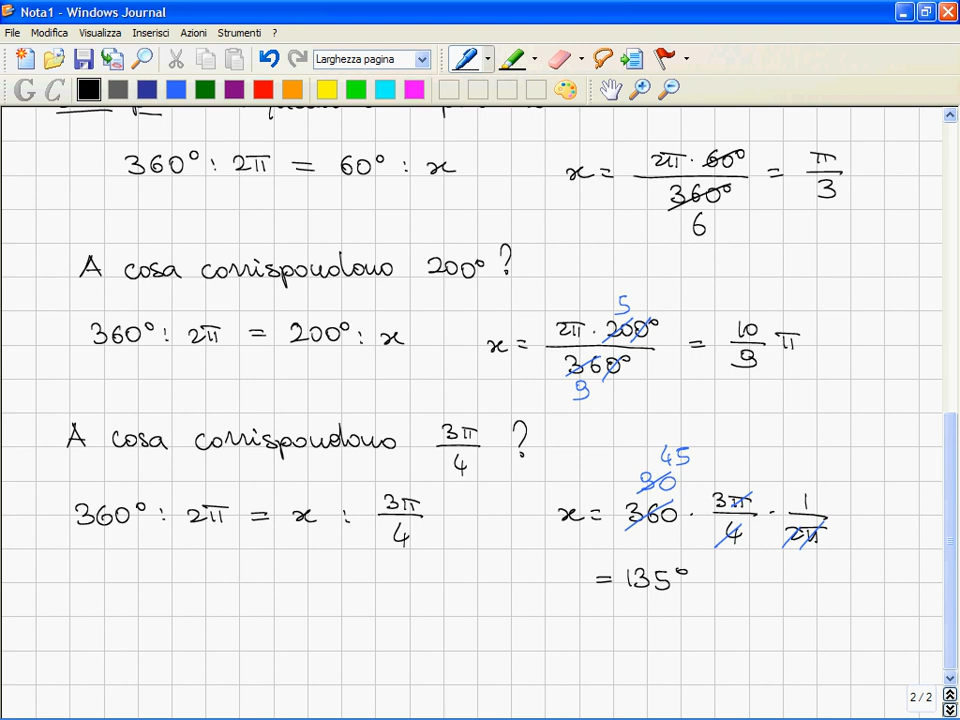 Nota1 - Windows Journal
File Modifica Visualizza Inserisci Azioni Strumenti ?
Larghezza pagina
G C
360° : 2π = 60° : x    x = 2π · 60° / 360° = π/3
6
A cosa corrispondono 200° ?
5
360° : 2π = 200° : x    x = 2π · 200° / 360° = 10/9 π
9
A cosa corrispondono 3π/4 ?
45
90
360° : 2π = x : 3π/4    x = 360 · 3π/4 · 1/2π
= 135°
2 / 2